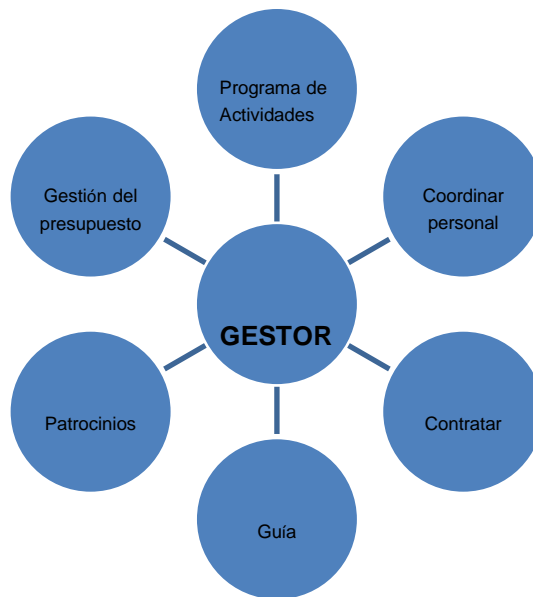 Programa de
Actividades
Gestión del
presupuesto
Coordinar
personal
GESTOR
Patrocinios
Contratar
Guía